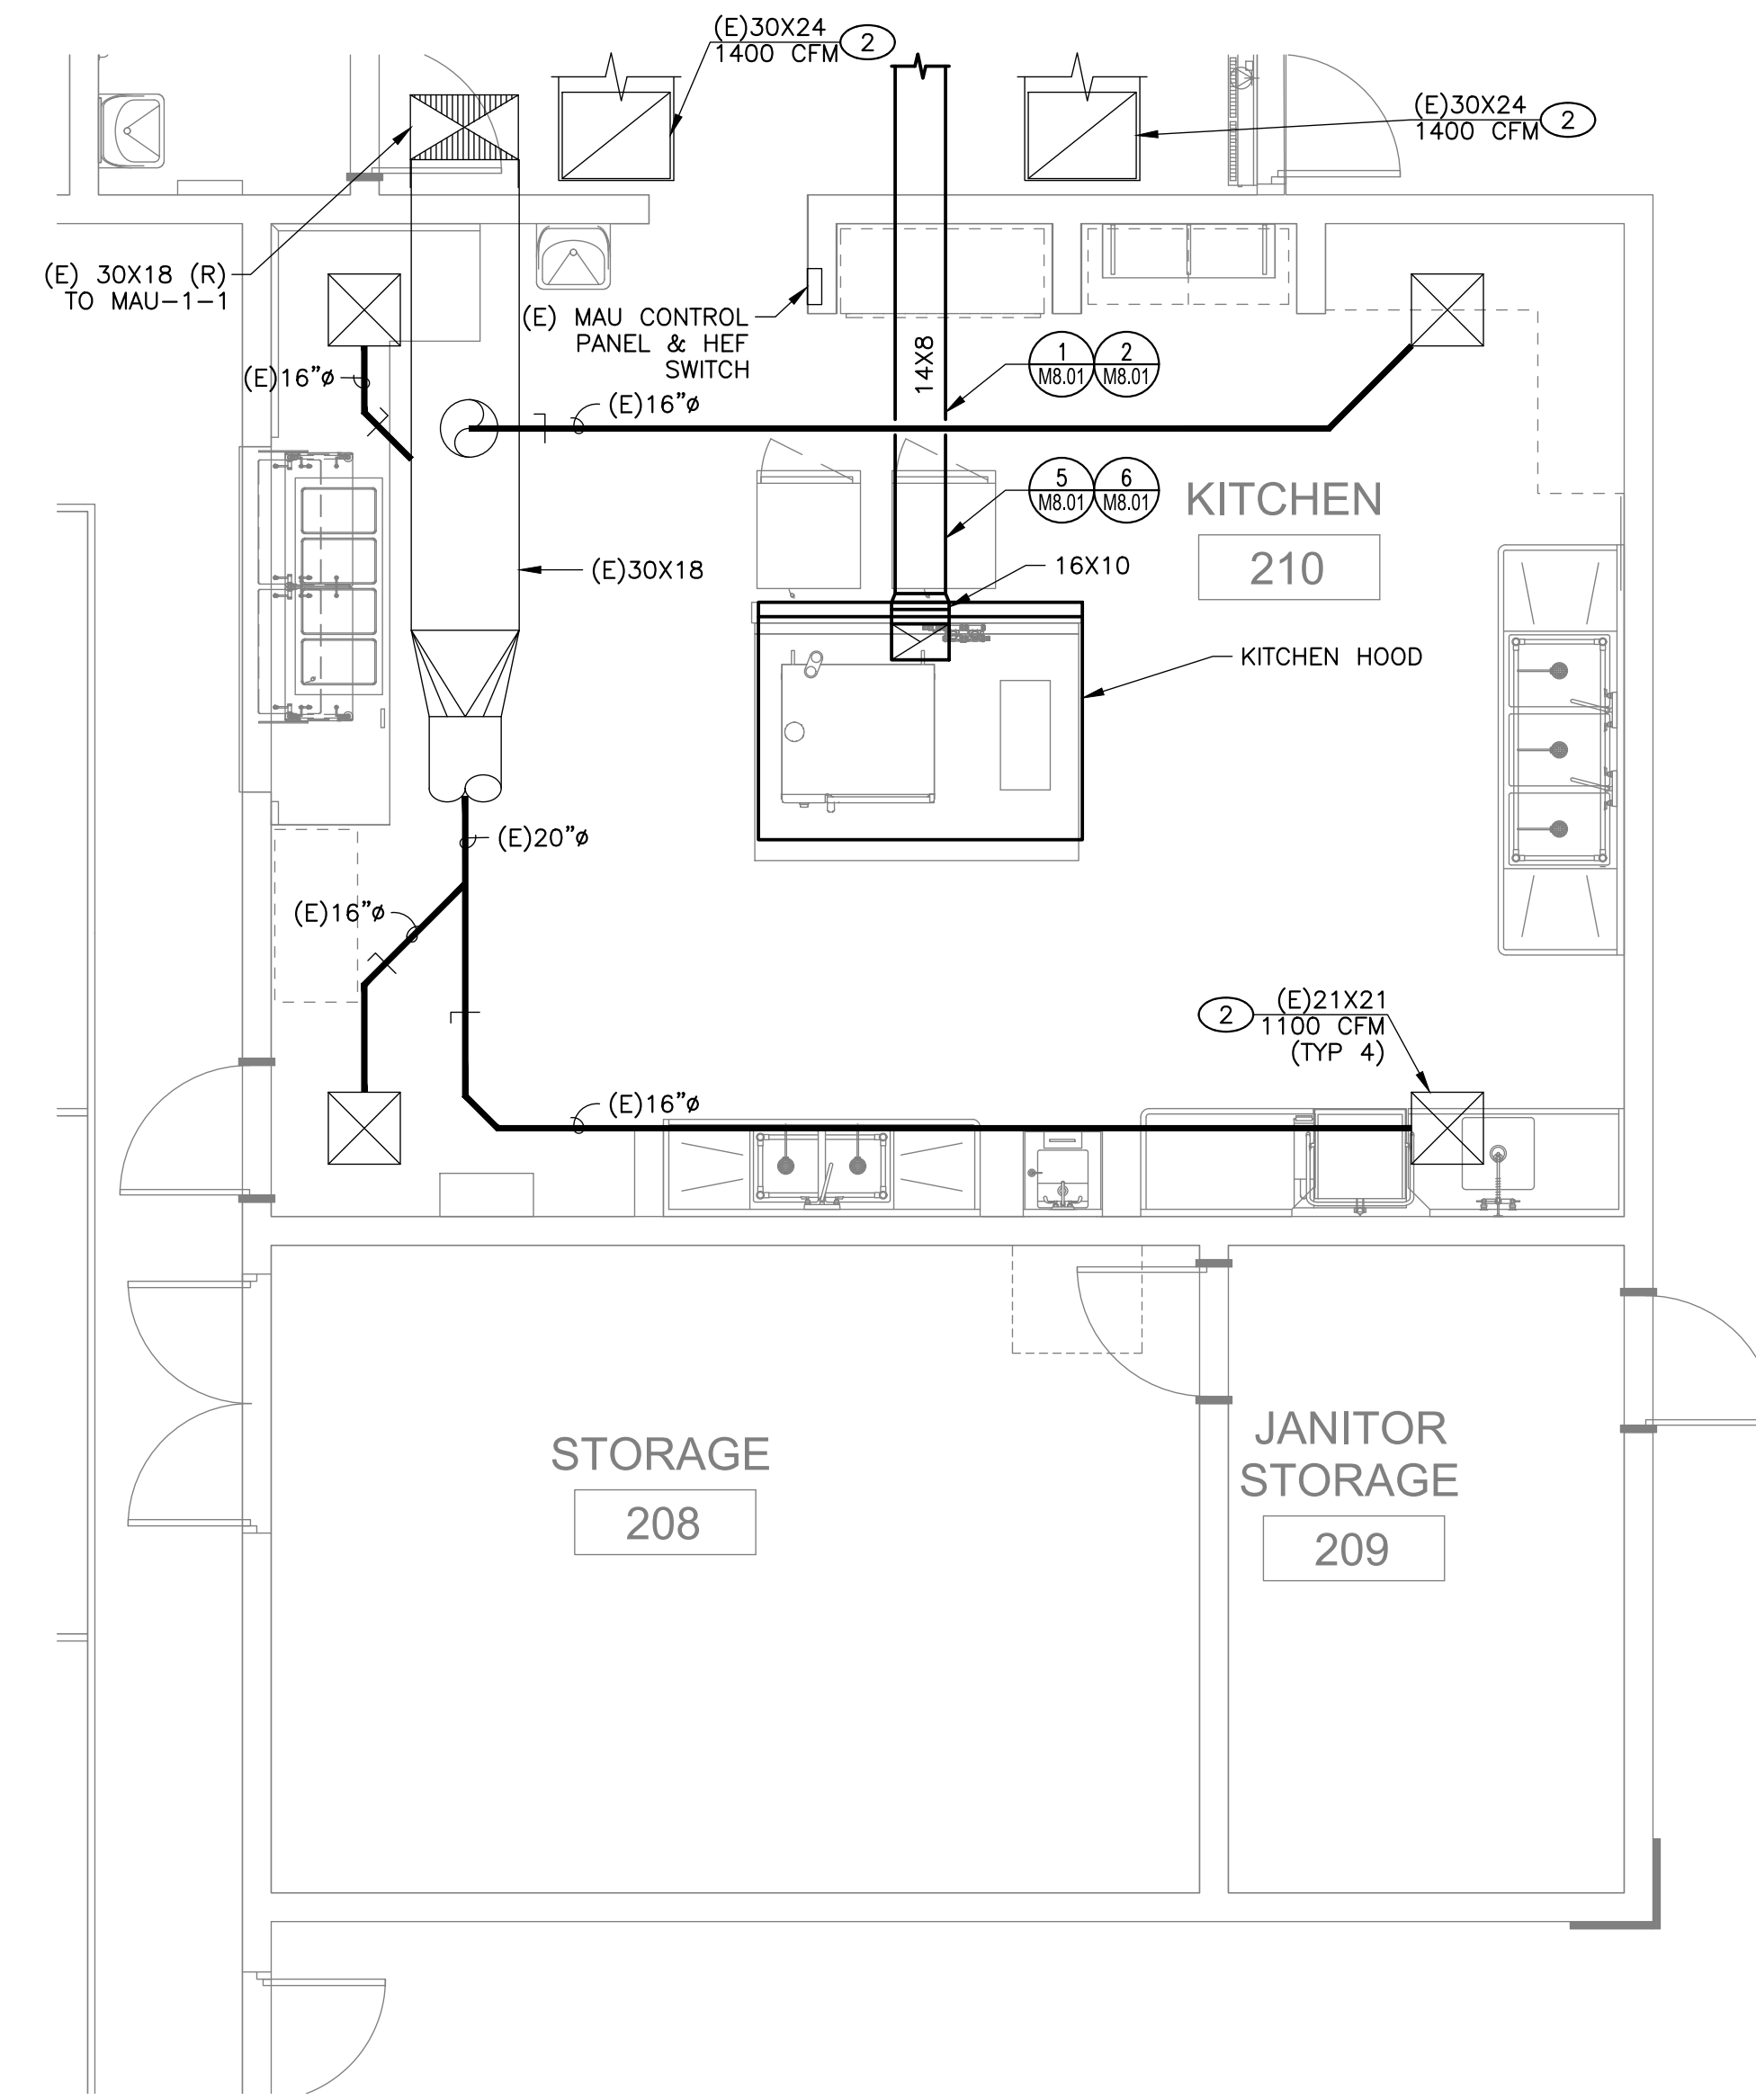 (E)30X24
1400 CFM
2
(E)30X24
1400 CFM
2
(E) 30X18 (R)
TO MAU-1-1
(E) MAU CONTROL
PANEL & HEF
SWITCH
14X8
1
M8.01
2
M8.01
(E)16"ø
(E)16"ø
5
M8.01
6
M8.01
KITCHEN
210
(E)30X18
16X10
KITCHEN HOOD
(E)20"ø
(E)16"ø
2
(E)21X21
1100 CFM
(TYP 4)
(E)16"ø
STORAGE
208
JANITOR
STORAGE
209